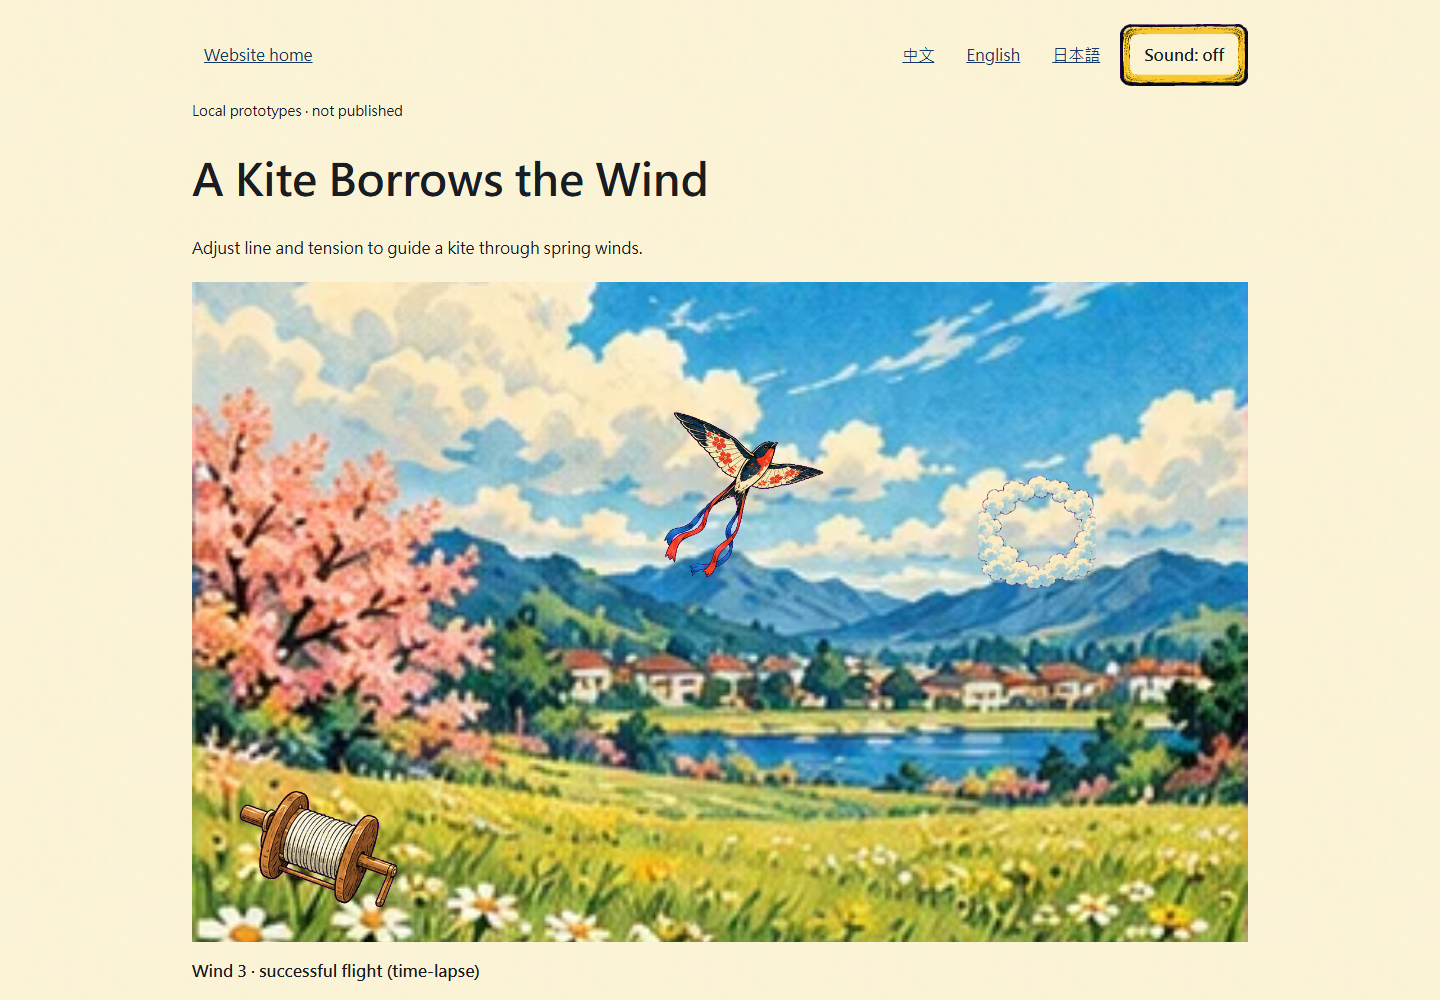 Website home
中文
English
日本語
Sound: off
Local prototypes · not published
A Kite Borrows the Wind
Adjust line and tension to guide a kite through spring winds.
Wind 3 · successful flight (time-lapse)